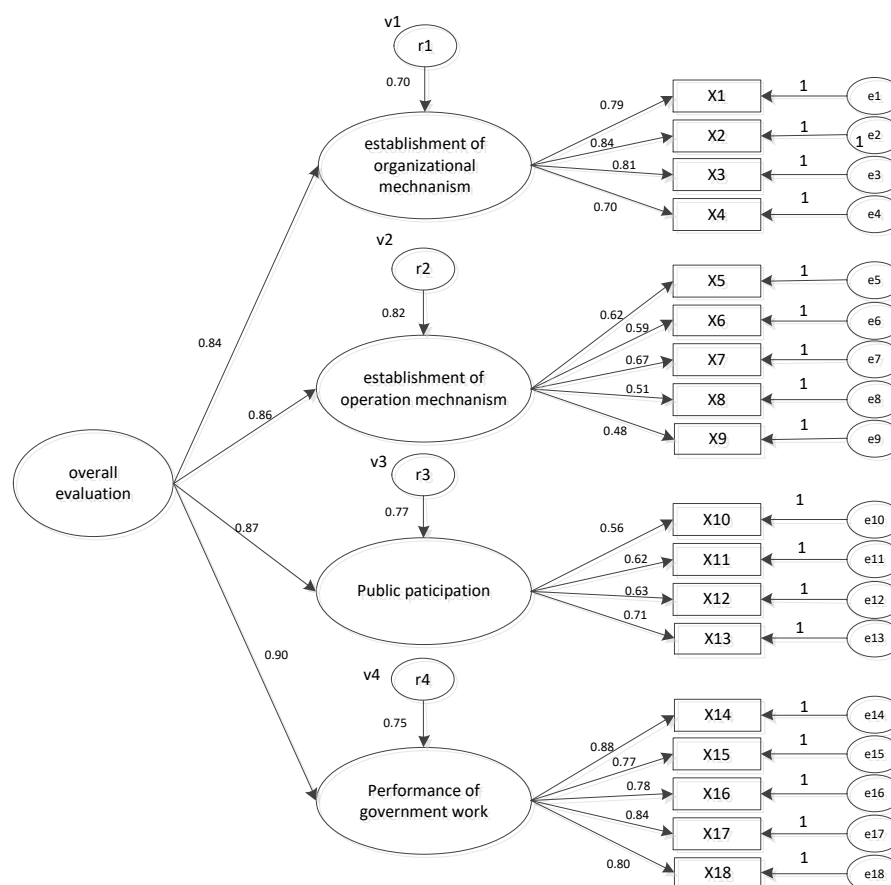 v1
r1
0.70
establishment of
organizational
mechnanism
0.79
0.84
0.81
0.70
X1
X2
X3
X4
1
1
1
1
1
e1
e2
e3
e4
v2
r2
0.82
establishment of
operation mechnanism
0.62
0.59
0.67
0.51
0.48
X5
X6
X7
X8
X9
1
1
1
1
1
e5
e6
e7
e8
e9
overall
evaluation
0.84
0.86
0.87
0.90
v3
r3
0.77
Public paticipation
0.56
0.62
0.63
0.71
X10
X11
X12
X13
1
1
1
1
e10
e11
e12
e13
v4
r4
0.75
Performance of
government work
0.88
0.77
0.78
0.84
0.80
X14
X15
X16
X17
X18
1
1
1
1
1
e14
e15
e16
e17
e18